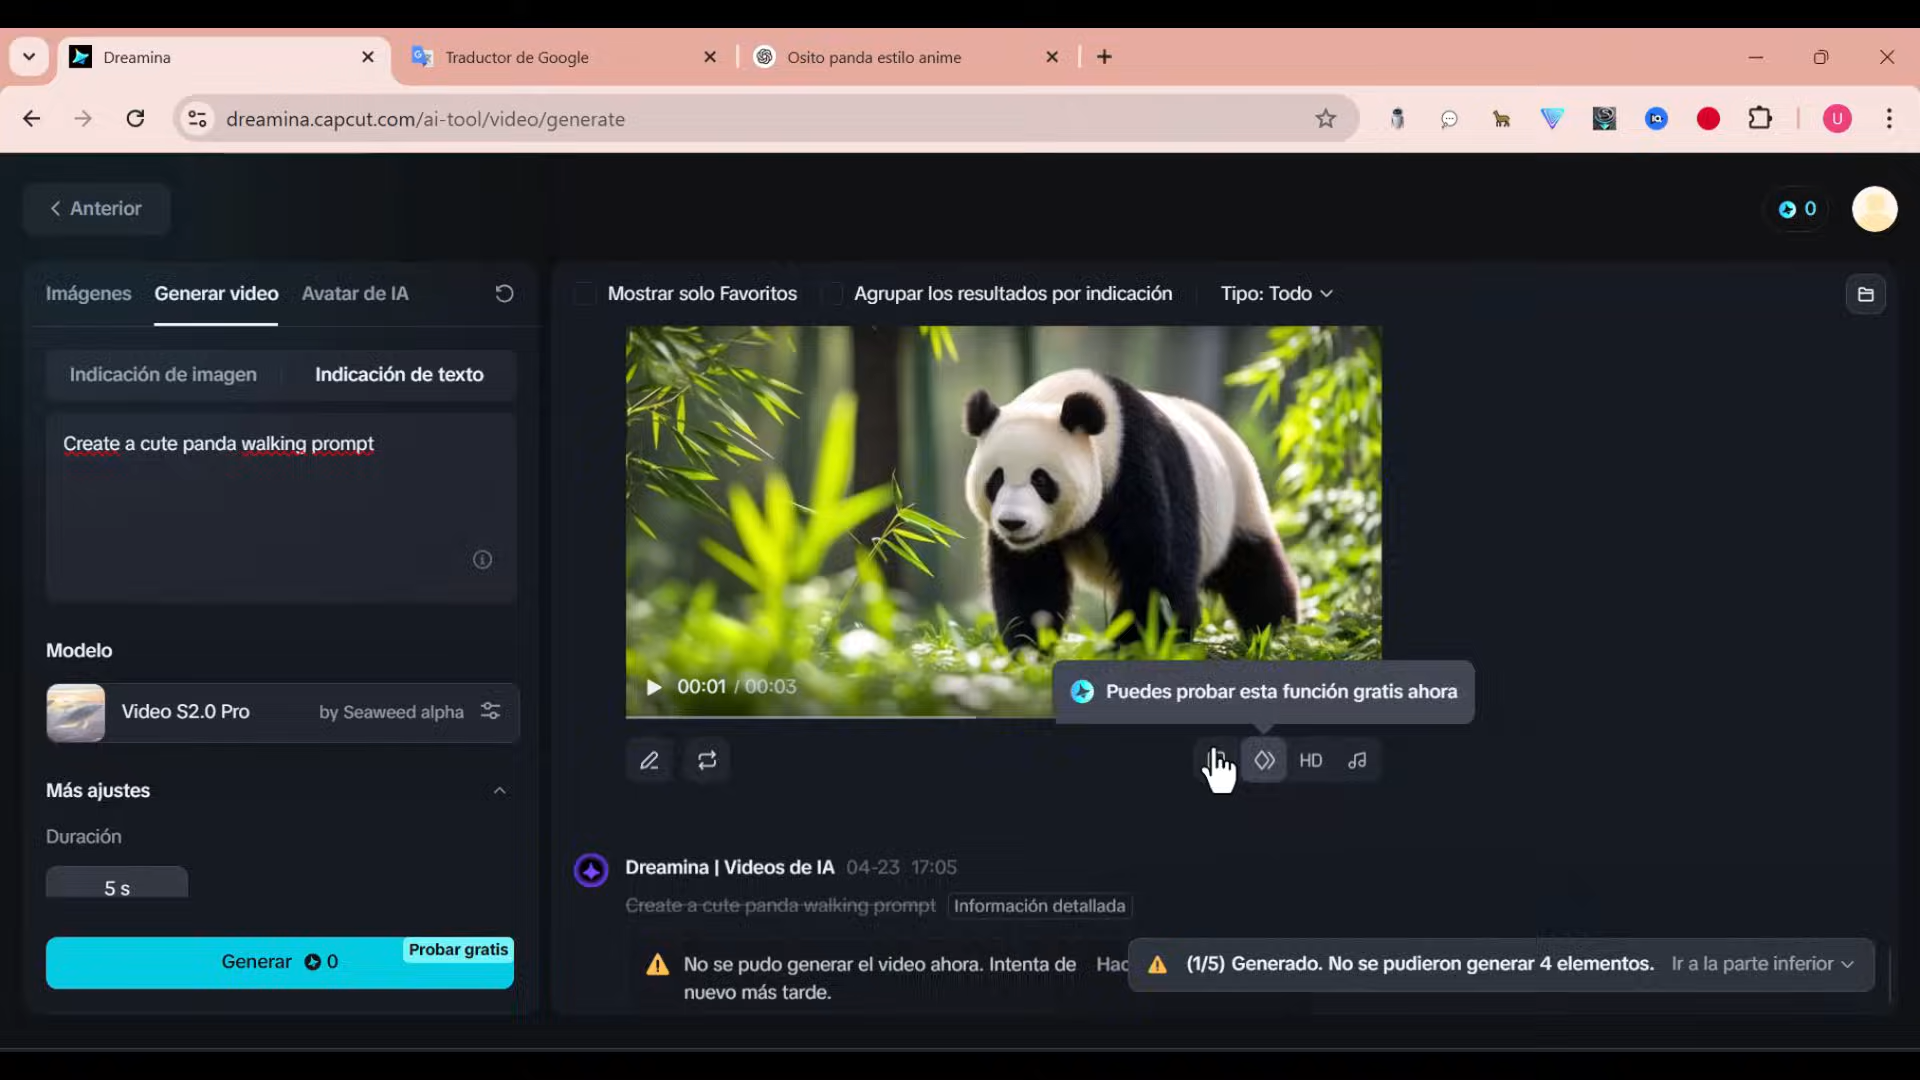 Dreamina
Traductor de Google
Osito panda estilo anime
dreamina.capcut.com/ai-tool/video/generate
U
Anterior
0
Imágenes
Generar video
Avatar de IA
Mostrar solo Favoritos
Agrupar los resultados por indicación
Tipo: Todo
Indicación de imagen
Indicación de texto
Create a cute panda walking prompt
Modelo
Video S2.0 Pro
by Seaweed alpha
Más ajustes
Duración
5 s
Generar 0
Probar gratis
00:01 / 00:03
Puedes probar esta función gratis ahora
HD
Dreamina | Videos de IA 04-23 17:05
Create a cute panda walking prompt
Información detallada
No se pudo generar el video ahora. Intenta de
nuevo más tarde.
Hac
(1/5) Generado. No se pudieron generar 4 elementos.
Ir a la parte inferior